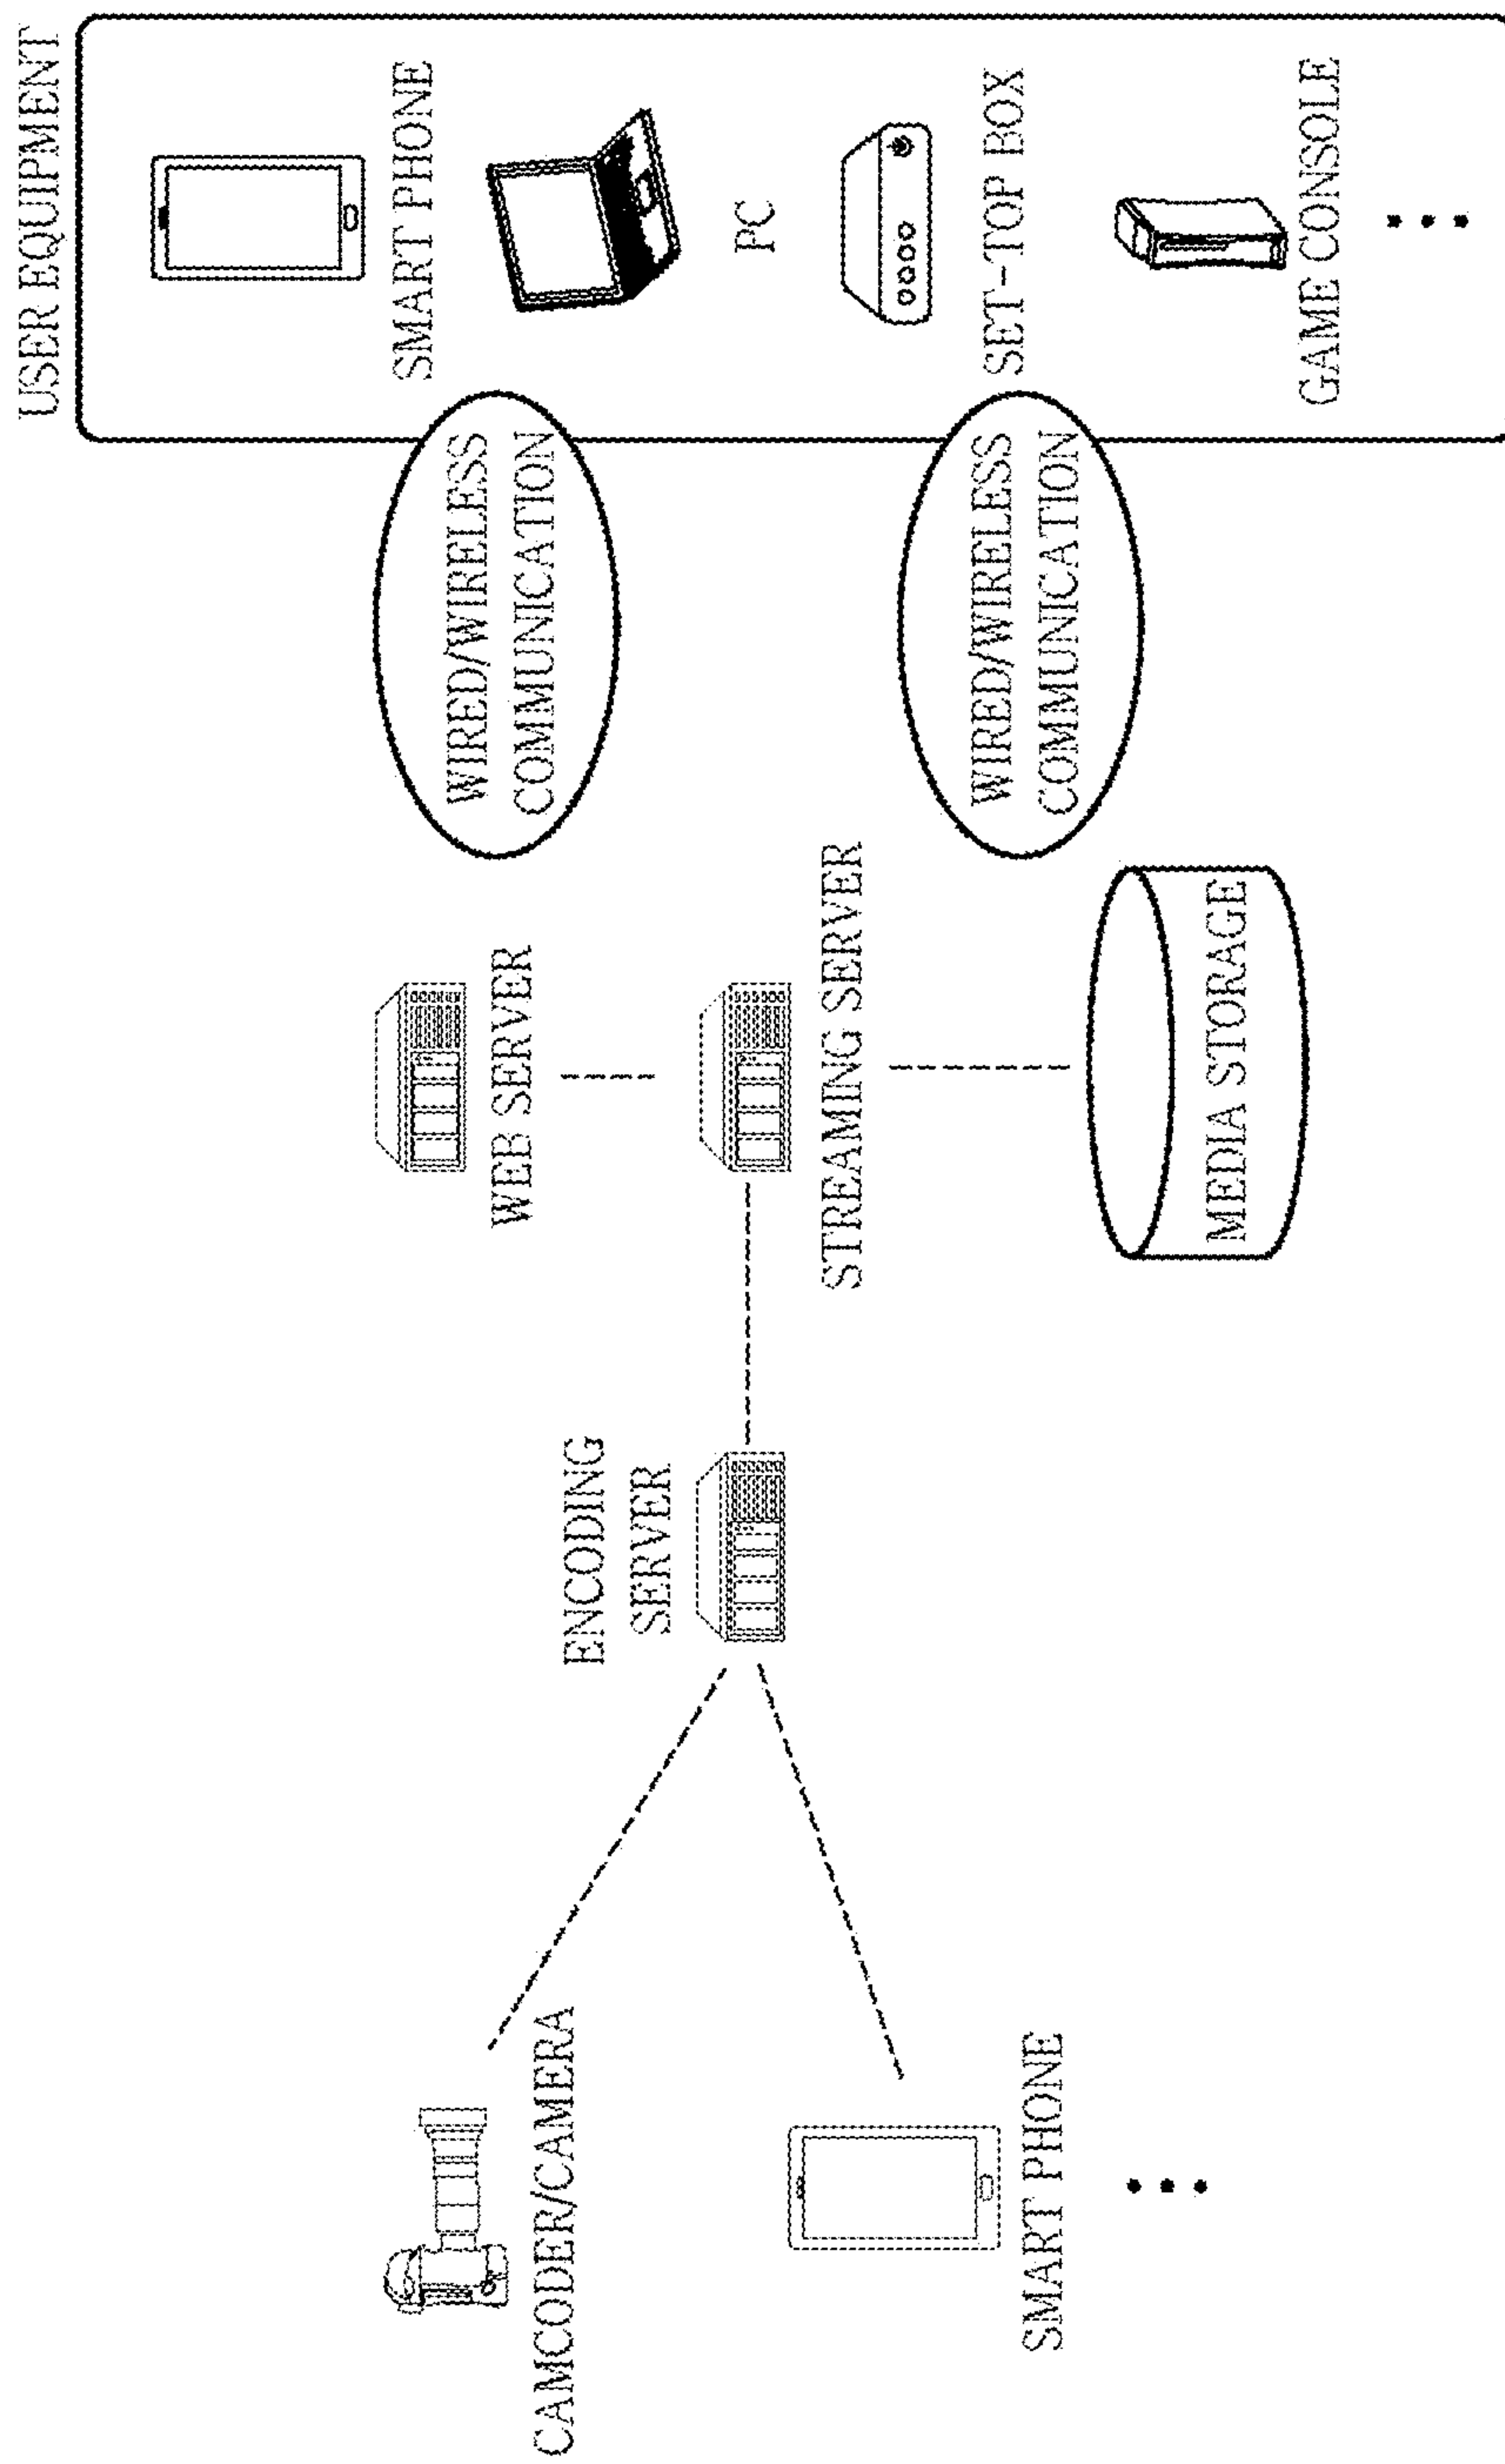 USER EQUIPMENT
SMART PHONE
PC
SET-TOP BOX
GAME CONSOLE
WIRED/WIRELESS
COMMUNICATION
WIRED/WIRELESS
COMMUNICATION
WEB SERVER
STREAMING SERVER
MEDIA STORAGE
ENCODING
SERVER
CAMCODER/CAMERA
SMART PHONE